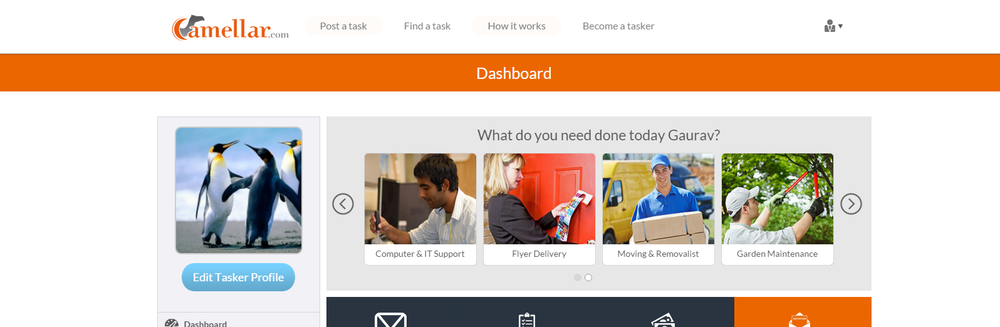 Camellar.com
Post a task
Find a task
How it works
Become a tasker
Dashboard
What do you need done today Gaurav?
Computer & IT Support
Flyer Delivery
Moving & Removalist
Garden Maintenance
Edit Tasker Profile
Dashboard
INVITATION